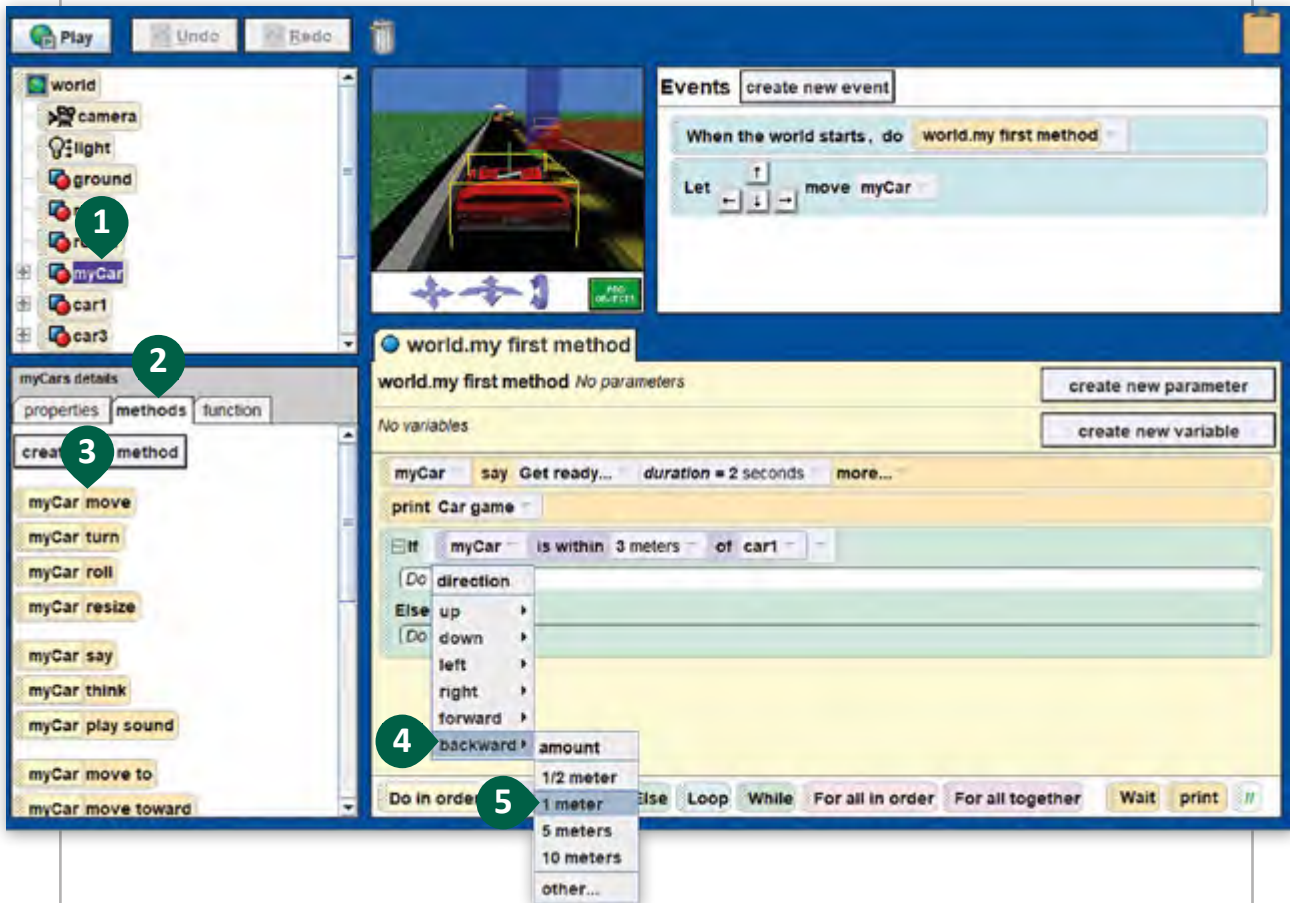 Play Undo Redo
world
camera
light
ground
1
myCar
car1
car3
ADD OBJECTS
Events create new event
When the world starts, do world.my first method
Let ↑ ← ↓ → move myCar
2
myCars details
properties methods function
3
method
myCar move
myCar turn
myCar roll
myCar resize
myCar say
myCar think
myCar play sound
myCar move to
myCar move toward
world.my first method
world.my first method No parameters
create new parameter
No variables
create new variable
myCar say Get ready... duration = 2 seconds more...
print Car game
If myCar is within 3 meters of car1
Do
Else
Do
direction
up
down
left
right
forward
4 backward
amount
1/2 meter
5 1 meter
5 meters
10 meters
other...
Do in order Else Loop While For all in order For all together Wait print //